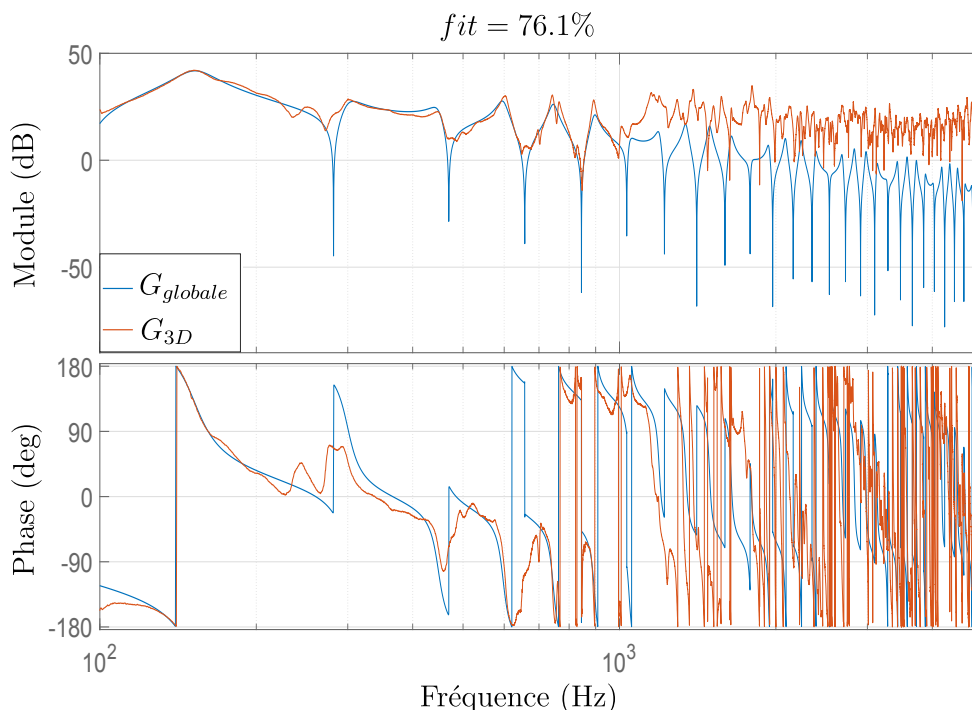 fit = 76.1%
50
0
-50
Module (dB)
G_globale
G_3D
180
90
0
-90
-180
Phase (deg)
10^2
10^3
Fréquence (Hz)